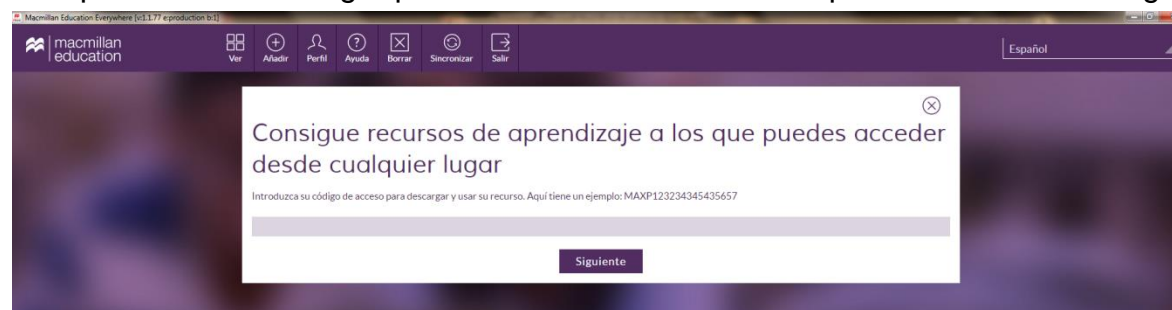 Macmillan Education Everywhere [v:1.1.77 e:production b:1]
macmillan
education
Ver
Añadir
Perfil
Ayuda
Borrar
Sincronizar
Salir
Español
Consigue recursos de aprendizaje a los que puedes acceder
desde cualquier lugar
Introduzca su código de acceso para descargar y usar su recurso. Aquí tiene un ejemplo: MAXP123234345435657
Siguiente